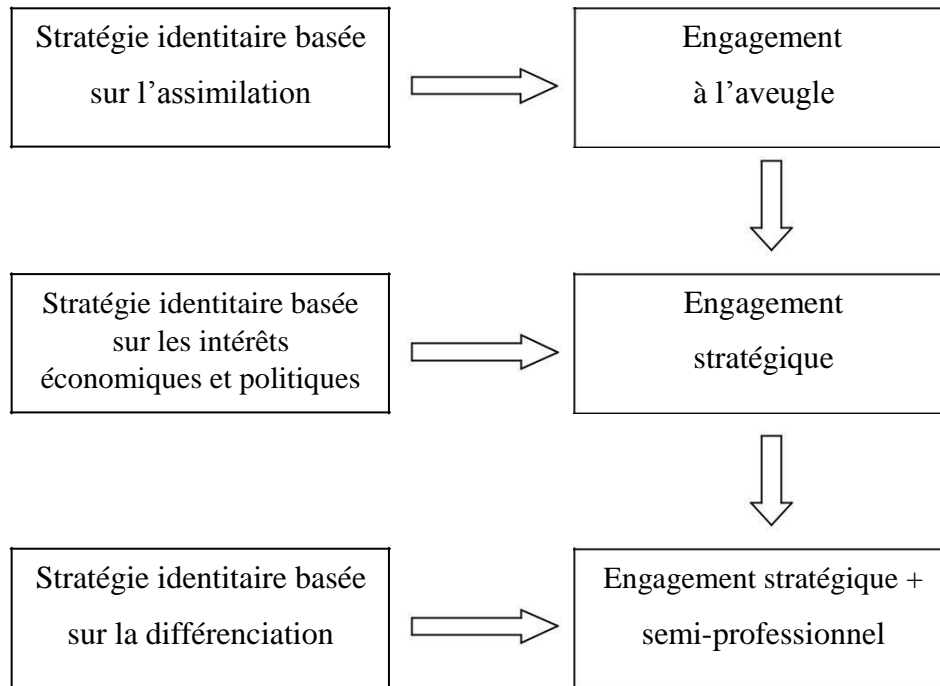 Stratégie identitaire basée
sur l’assimilation
Engagement
à l’aveugle
Stratégie identitaire basée
sur les intérêts
économiques et politiques
Engagement
stratégique
Stratégie identitaire basée
sur la différenciation
Engagement stratégique +
semi-professionnel